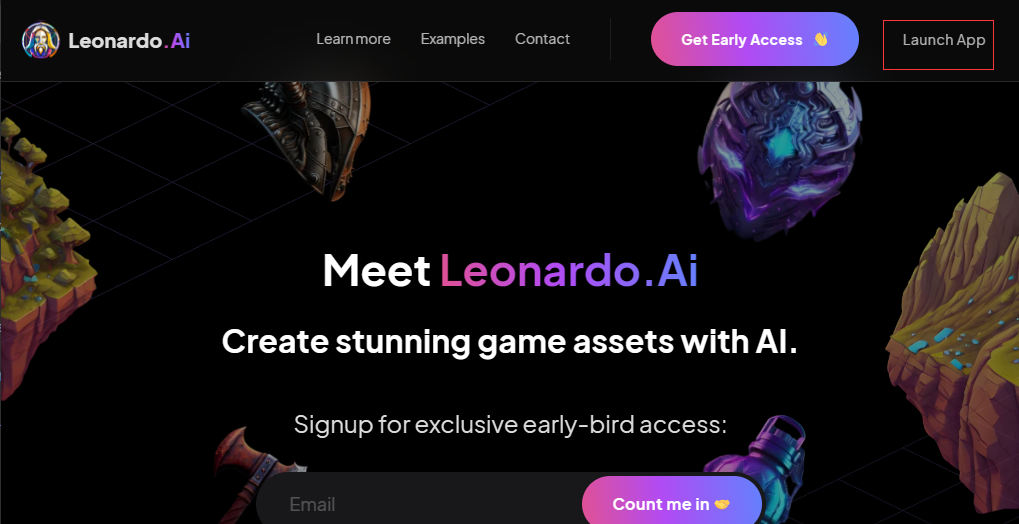 Leonardo.Ai
Learn more
Examples
Contact
Get Early Access 👋
Launch App
Meet Leonardo.Ai
Create stunning game assets with AI.
Signup for exclusive early-bird access:
Email
Count me in 🤝